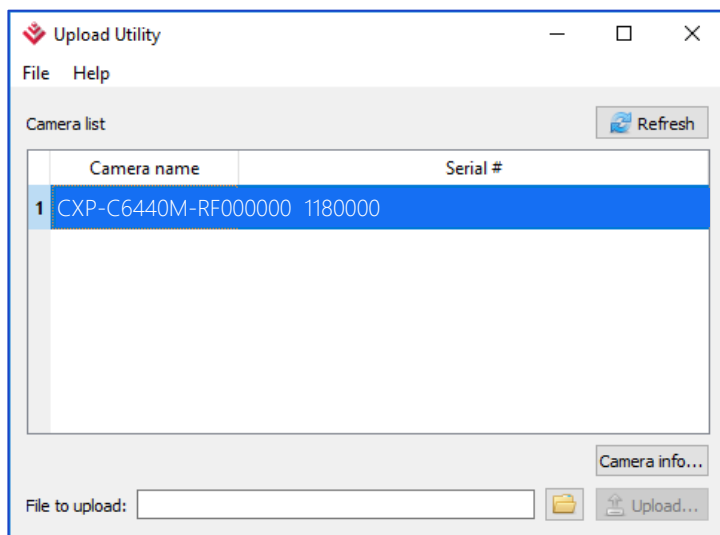 Upload Utility
File Help
Camera list Refresh
Camera name Serial #
1 CXP-C6440M-RF000000 1180000
Camera info...
File to upload: Upload...